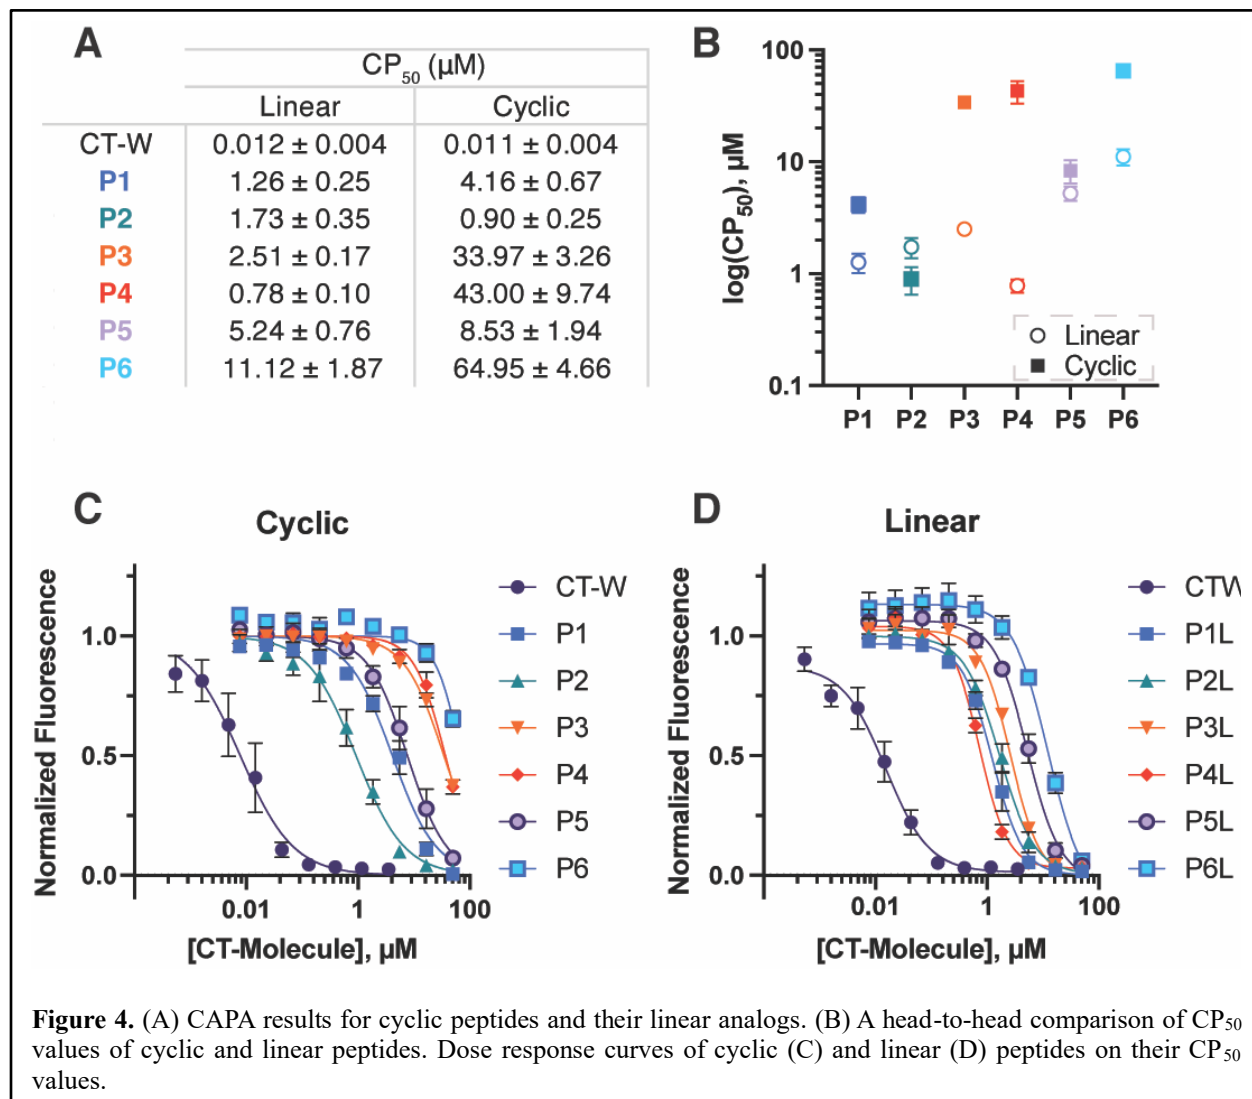 A
CP50 (µM)
Linear Cyclic
CT-W 0.012 ± 0.004 0.011 ± 0.004
P1 1.26 ± 0.25 4.16 ± 0.67
P2 1.73 ± 0.35 0.90 ± 0.25
P3 2.51 ± 0.17 33.97 ± 3.26
P4 0.78 ± 0.10 43.00 ± 9.74
P5 5.24 ± 0.76 8.53 ± 1.94
P6 11.12 ± 1.87 64.95 ± 4.66
B
log(CP50), µM
100
10
1
0.1
Linear
Cyclic
P1 P2 P3 P4 P5 P6
C
Cyclic
Normalized Fluorescence
1.0
0.5
0.0
0.01 1 100
[CT-Molecule], µM
CT-W
P1
P2
P3
P4
P5
P6
D
Linear
Normalized Fluorescence
1.0
0.5
0.0
0.01 1 100
[CT-Molecule], µM
CTW
P1L
P2L
P3L
P4L
P5L
P6L
Figure 4. (A) CAPA results for cyclic peptides and their linear analogs. (B) A head-to-head comparison of CP50
values of cyclic and linear peptides. Dose response curves of cyclic (C) and linear (D) peptides on their CP50
values.